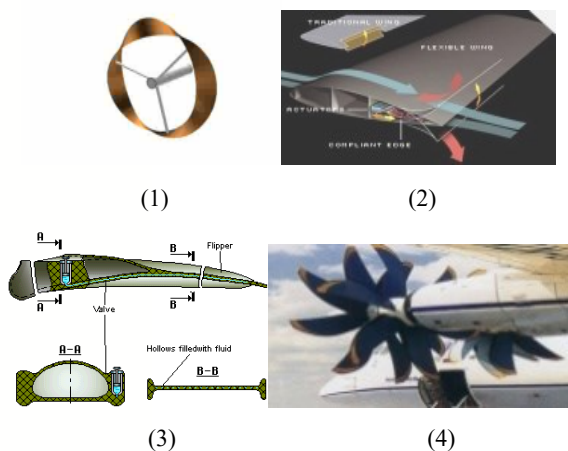 (1)
TRADITIONAL WING
FLEXIBLE WING
ACTUATORS
COMPLIANT EDGE
(2)
A
B
Flipper
A
B
Valve
A-A
Hollows filledwith fluid
B-B
(3)
(4)